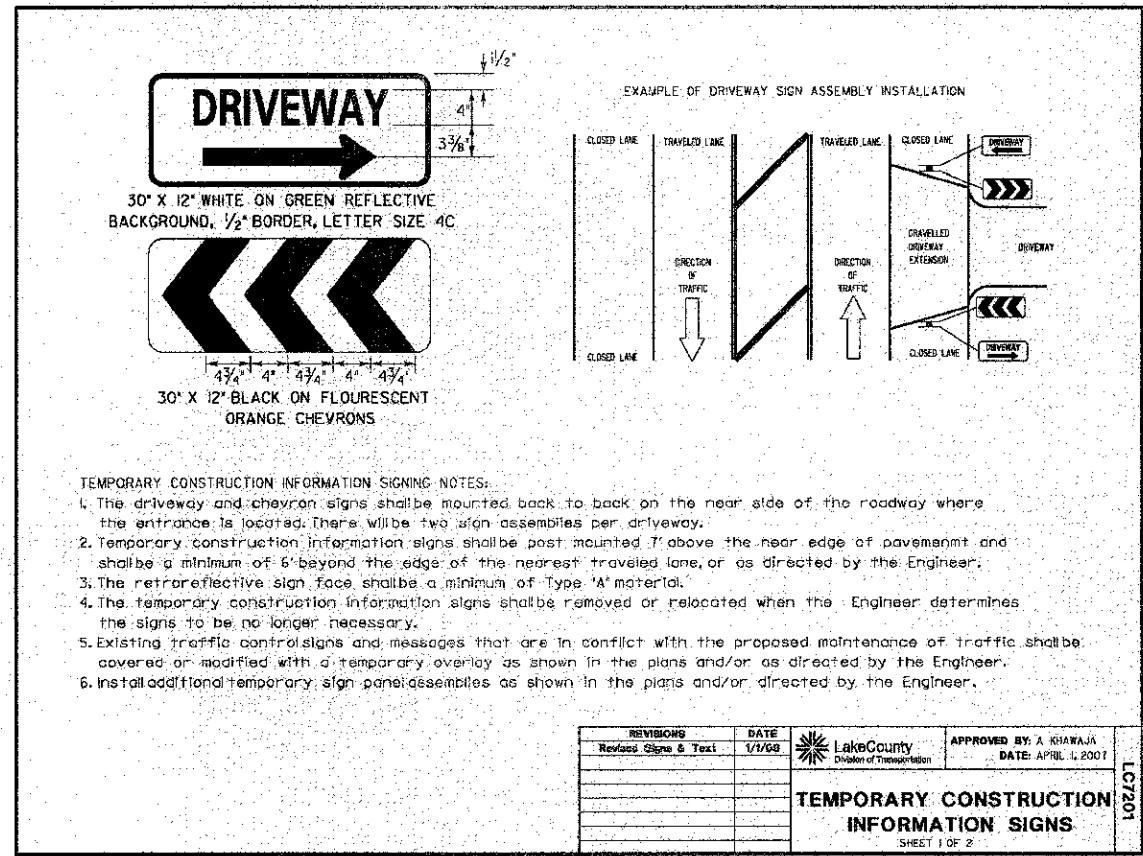 1 1/2"
DRIVEWAY
4"
3 3/8"
30" X 12" WHITE ON GREEN REFLECTIVE
BACKGROUND, 1/2" BORDER, LETTER SIZE 4C
4 3/4" 4" 4 3/4" 4" 4 3/4"
30" X 12" BLACK ON FLOURESCENT
ORANGE CHEVRONS
EXAMPLE OF DRIVEWAY SIGN ASSEMBLY INSTALLATION
CLOSED LANE TRAVELED LANE TRAVELED LANE CLOSED LANE DRIVEWAY
GRAVELLED
DRIVEWAY
EXTENSION
DRIVEWAY
DIRECTION
OF
TRAFFIC
DIRECTION
OF
TRAFFIC
CLOSED LANE CLOSED LANE DRIVEWAY
TEMPORARY CONSTRUCTION INFORMATION SIGNING NOTES:
1. The driveway and chevron signs shall be mounted back to back on the near side of the roadway where
the entrance is located. There will be two sign assemblies per driveway.
2. Temporary construction information signs shall be post mounted 7' above the near edge of pavemenmt and
shall be a minimum of 6' beyond the edge of the nearest traveled lane, or as directed by the Engineer.
3. The retroreflective sign face shall be a minimum of Type 'A' material.
4. The temporary construction information signs shall be removed or relocated when the Engineer determines
the signs to be no longer necessary.
5. Existing traffic control signs and messages that are in conflict with the proposed maintenance of traffic shall be
covered or modified with a temporary overlay as shown in the plans and/or as directed by the Engineer.
6. Install additional temporary sign panel assemblies as shown in the plans and/or directed by the Engineer.
REVISIONS DATE
Revised Signs & Text 1/1/08
LakeCounty
Division of Transportation
APPROVED BY: A KHAWAJA
DATE: APRIL 1, 2007
TEMPORARY CONSTRUCTION
INFORMATION SIGNS
SHEET 1 OF 2
LC7201